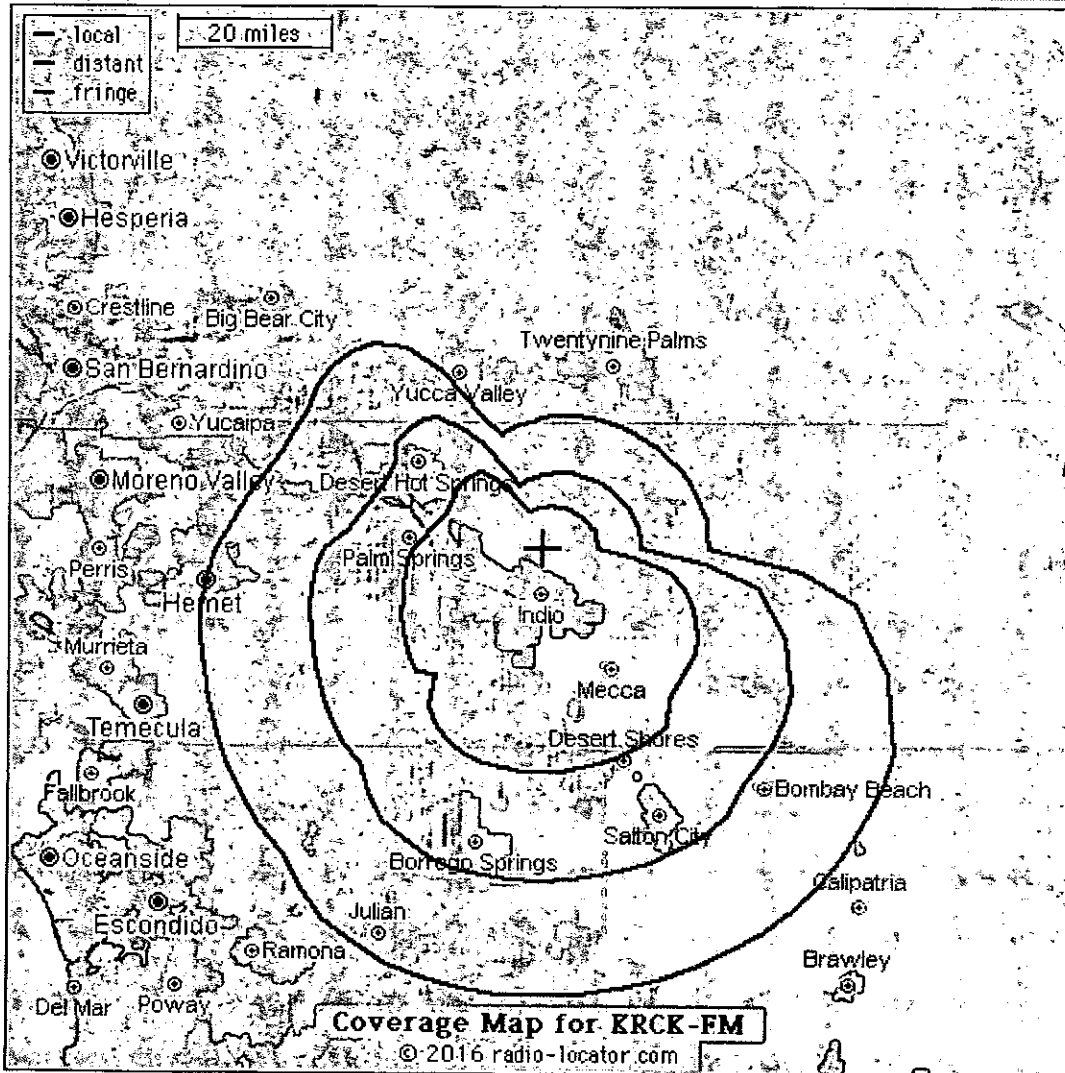 local
20 miles
distant
fringe
Victorville
Hesperia
Crestline
Big Bear City
Twentynine Palms
San Bernardino
Yucca Valley
Yucaipa
Moreno Valley
Desert Hot Springs
Perris
Palm Springs
Hemet
Indio
Murrieta
Mecca
Temecula
Desert Shores
Fallbrook
Bombay Beach
Salton City
Oceanside
Borrego Springs
Calipatria
Julian
Escondido
Ramona
Brawley
Del Mar
Poway
Coverage Map for KRCK-FM
© 2016 radio-locator.com